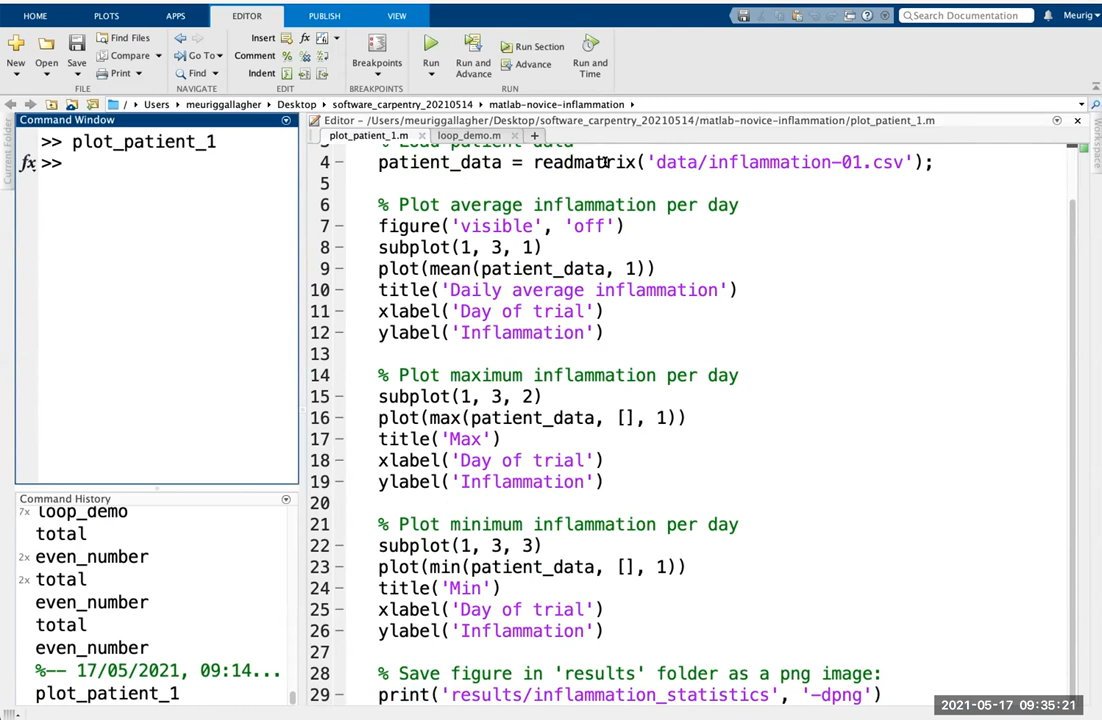 HOME PLOTS APPS EDITOR PUBLISH VIEW Search Documentation Meurig
New Open Save Find Files Compare Print Go To Find Insert fx Comment % Indent Breakpoints Run Run and Advance Run Section Advance Run and Time
FILE NAVIGATE EDIT BREAKPOINTS RUN
/ Users meuriggallagher Desktop software_carpentry_20210514 matlab-novice-inflammation
Current Folder
Command Window
>> plot_patient_1
fx >>
Command History
7x loop_demo
total
2x even_number
2x total
even_number
total
even_number
%-- 17/05/2021, 09:14...
plot_patient_1
Editor - /Users/meuriggallagher/Desktop/software_carpentry_20210514/matlab-novice-inflammation/plot_patient_1.m
plot_patient_1.m loop_demo.m
3 % Load patient data
4 patient_data = readmatrix('data/inflammation-01.csv');
5
6 % Plot average inflammation per day
7 figure('visible', 'off')
8 subplot(1, 3, 1)
9 plot(mean(patient_data, 1))
10 title('Daily average inflammation')
11 xlabel('Day of trial')
12 ylabel('Inflammation')
13
14 % Plot maximum inflammation per day
15 subplot(1, 3, 2)
16 plot(max(patient_data, [], 1))
17 title('Max')
18 xlabel('Day of trial')
19 ylabel('Inflammation')
20
21 % Plot minimum inflammation per day
22 subplot(1, 3, 3)
23 plot(min(patient_data, [], 1))
24 title('Min')
25 xlabel('Day of trial')
26 ylabel('Inflammation')
27
28 % Save figure in 'results' folder as a png image:
29 print('results/inflammation_statistics', '-dpng')
Workspace
2021-05-17 09:35:21